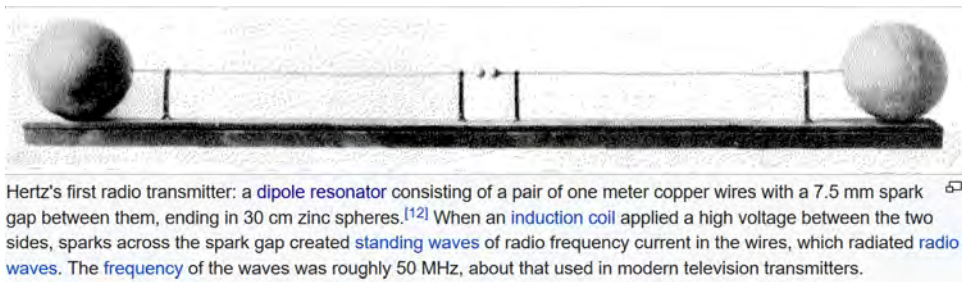 Hertz's first radio transmitter: a dipole resonator consisting of a pair of one meter copper wires with a 7.5 mm spark
gap between them, ending in 30 cm zinc spheres.[12] When an induction coil applied a high voltage between the two
sides, sparks across the spark gap created standing waves of radio frequency current in the wires, which radiated radio
waves. The frequency of the waves was roughly 50 MHz, about that used in modern television transmitters.